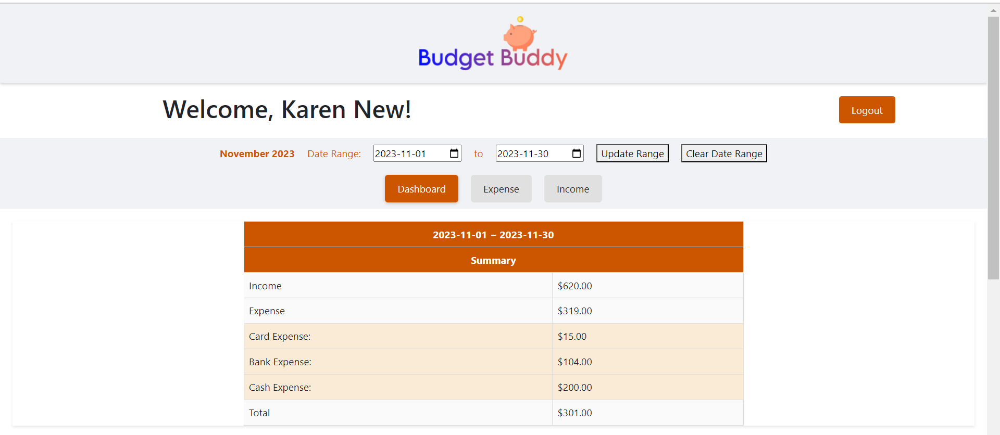 Budget Buddy
Welcome, Karen New!
Logout
November 2023 Date Range: 2023-11-01 to 2023-11-30 Update Range Clear Date Range
Dashboard Expense Income
2023-11-01 ~ 2023-11-30
Summary
Income $620.00
Expense $319.00
Card Expense: $15.00
Bank Expense: $104.00
Cash Expense: $200.00
Total $301.00